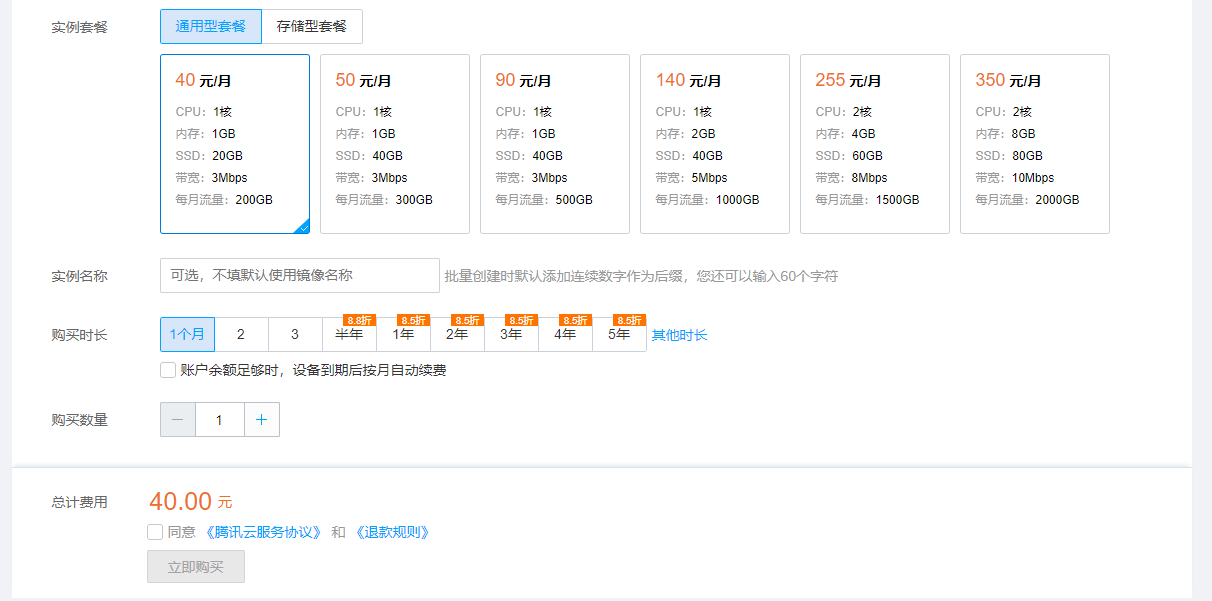 实例套餐 通用型套餐 存储型套餐
40 元/月 50 元/月 90 元/月 140 元/月 255 元/月 350 元/月
CPU： 1核 CPU： 1核 CPU： 1核 CPU： 1核 CPU： 2核 CPU： 2核
内存： 1GB 内存： 1GB 内存： 1GB 内存： 2GB 内存： 4GB 内存： 8GB
SSD： 20GB SSD： 40GB SSD： 40GB SSD： 40GB SSD： 60GB SSD： 80GB
带宽： 3Mbps 带宽： 3Mbps 带宽： 3Mbps 带宽： 5Mbps 带宽： 8Mbps 带宽： 10Mbps
每月流量： 200GB 每月流量： 300GB 每月流量： 500GB 每月流量： 1000GB 每月流量： 1500GB 每月流量： 2000GB
实例名称 可选，不填默认使用镜像名称 批量创建时默认添加连续数字作为后缀，您还可以输入60个字符
8.8折 8.5折 8.5折 8.5折 8.5折 8.5折
购买时长 1个月 2 3 半年 1年 2年 3年 4年 5年 其他时长
账户余额足够时，设备到期后按月自动续费
购买数量 － 1 ＋
总计费用 40.00 元
同意 《腾讯云服务协议》 和 《退款规则》
立即购买